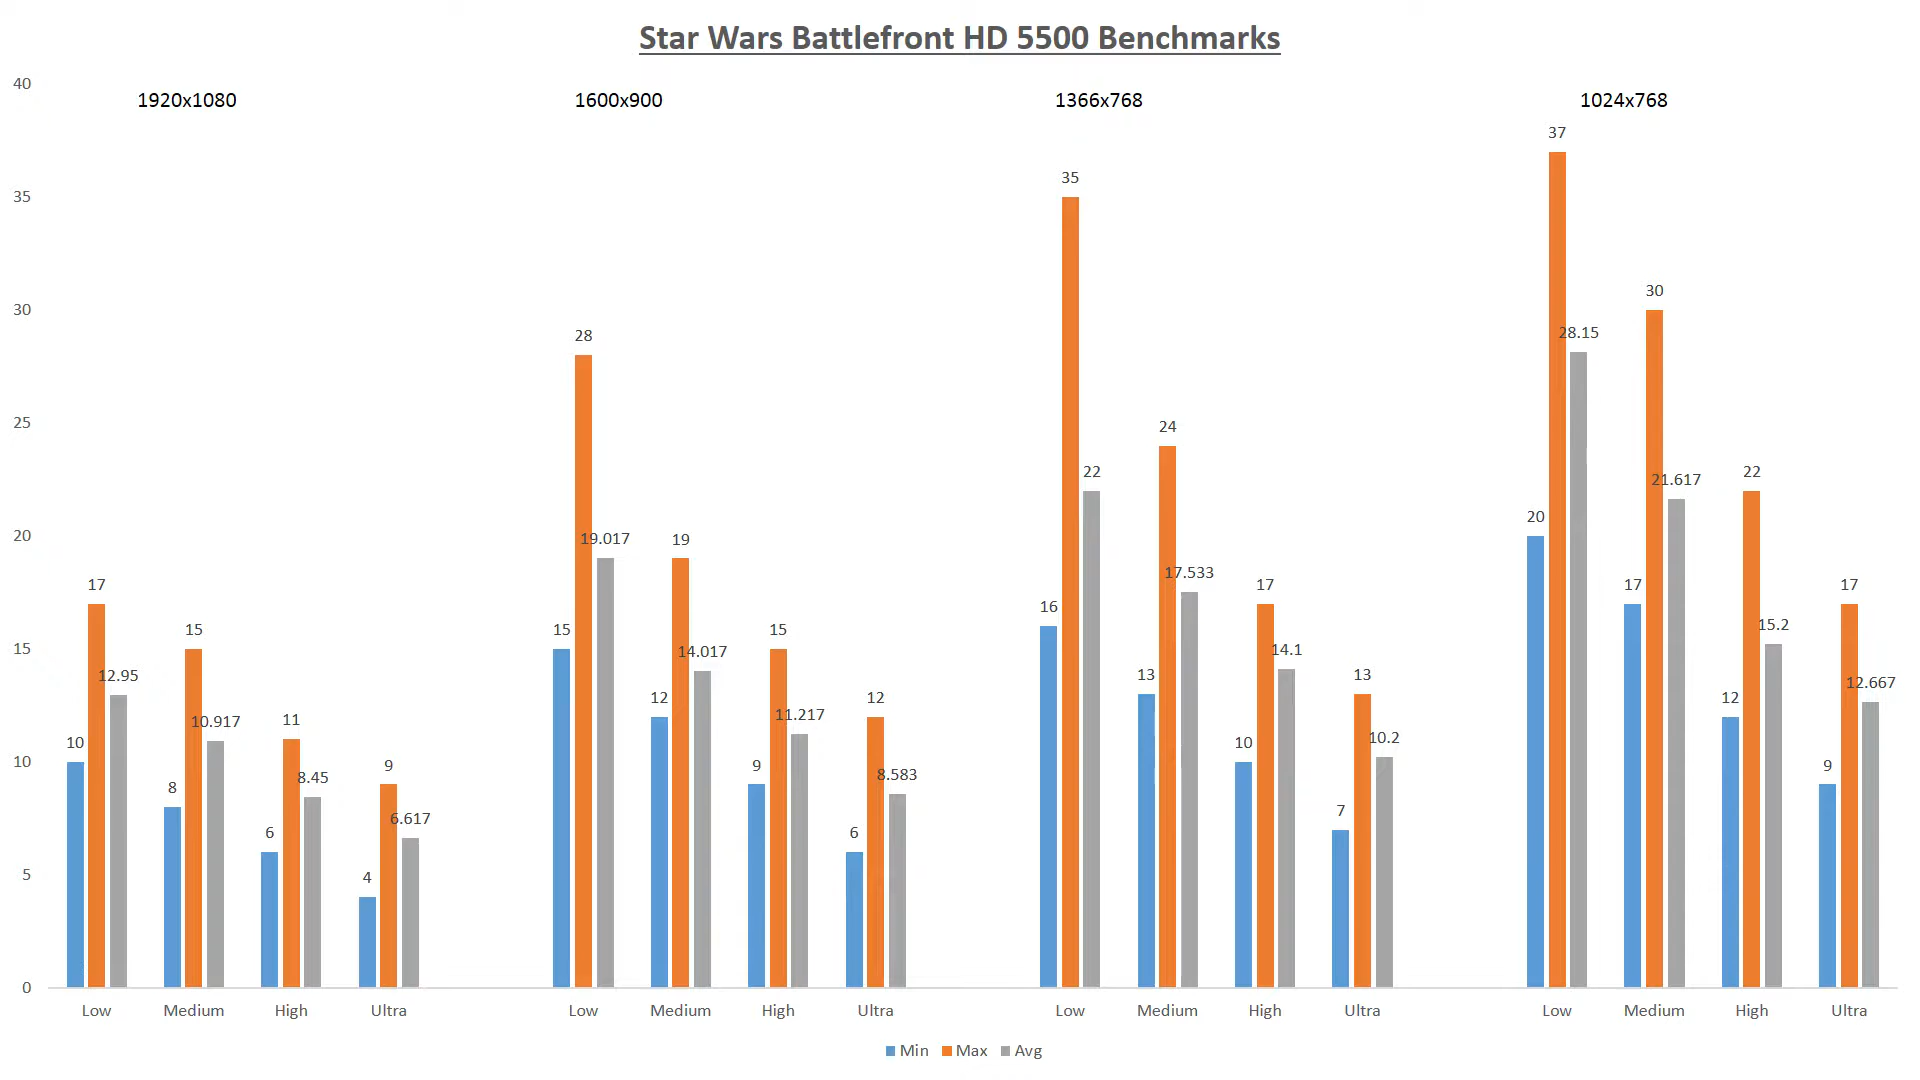 Star Wars Battlefront HD 5500 Benchmarks
40
35
30
25
20
15
10
5
0
1920x1080
1600x900
1366x768
1024x768
10
17
12.95
8
15
10.917
6
11
8.45
4
9
6.617
15
28
19.017
12
19
14.017
9
15
11.217
6
12
8.583
16
35
22
13
24
17.533
10
17
14.1
7
13
10.2
20
37
28.15
17
30
21.617
12
22
15.2
9
17
12.667
Low
Medium
High
Ultra
Low
Medium
High
Ultra
Low
Medium
High
Ultra
Low
Medium
High
Ultra
Min Max Avg